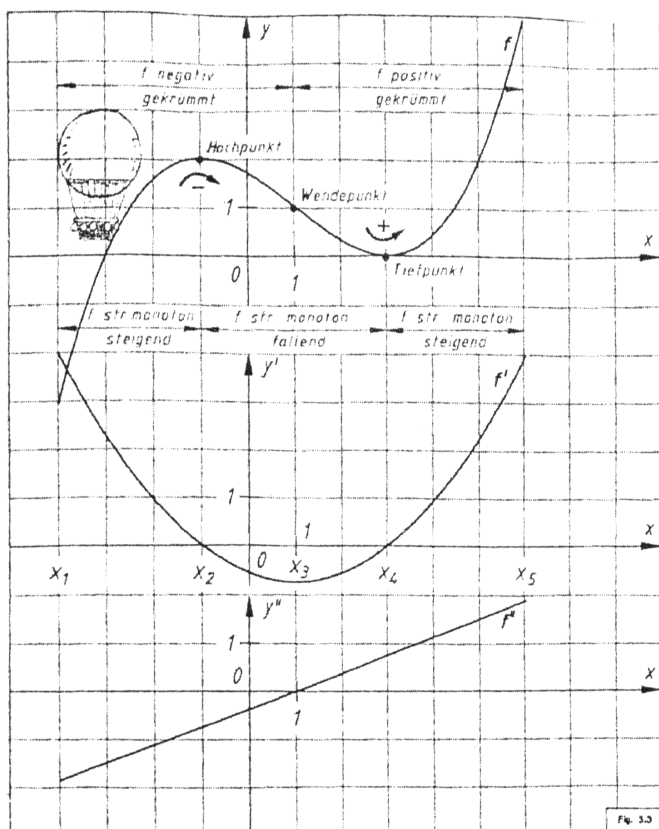 y
f
f negativ
gekrümmt
f positiv
gekrümmt
Hochpunkt
−
1
Wendepunkt
+
x
0
1
Tiefpunkt
f str. monoton
steigend
f str monoton
fallend
f str monoton
steigend
y'
f'
1
1
0
x
x₁
x₂
x₃
x₄
x₅
y"
f"
1
0
x
1
Fig. 3.3